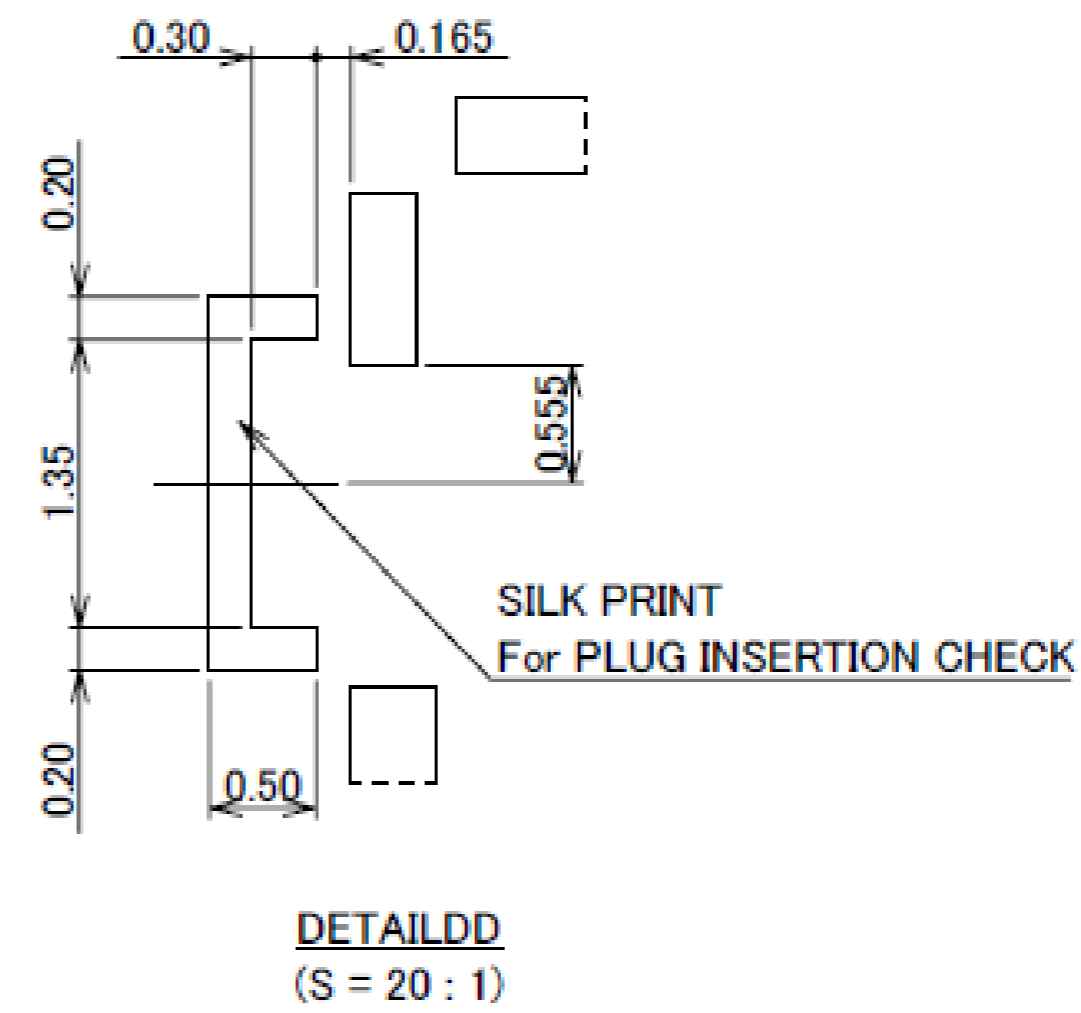 0.30
0.165
0.20
1.35
0.555
SILK PRINT
For PLUG INSERTION CHECK
0.20
0.50
DETAILDD
(S = 20 : 1)